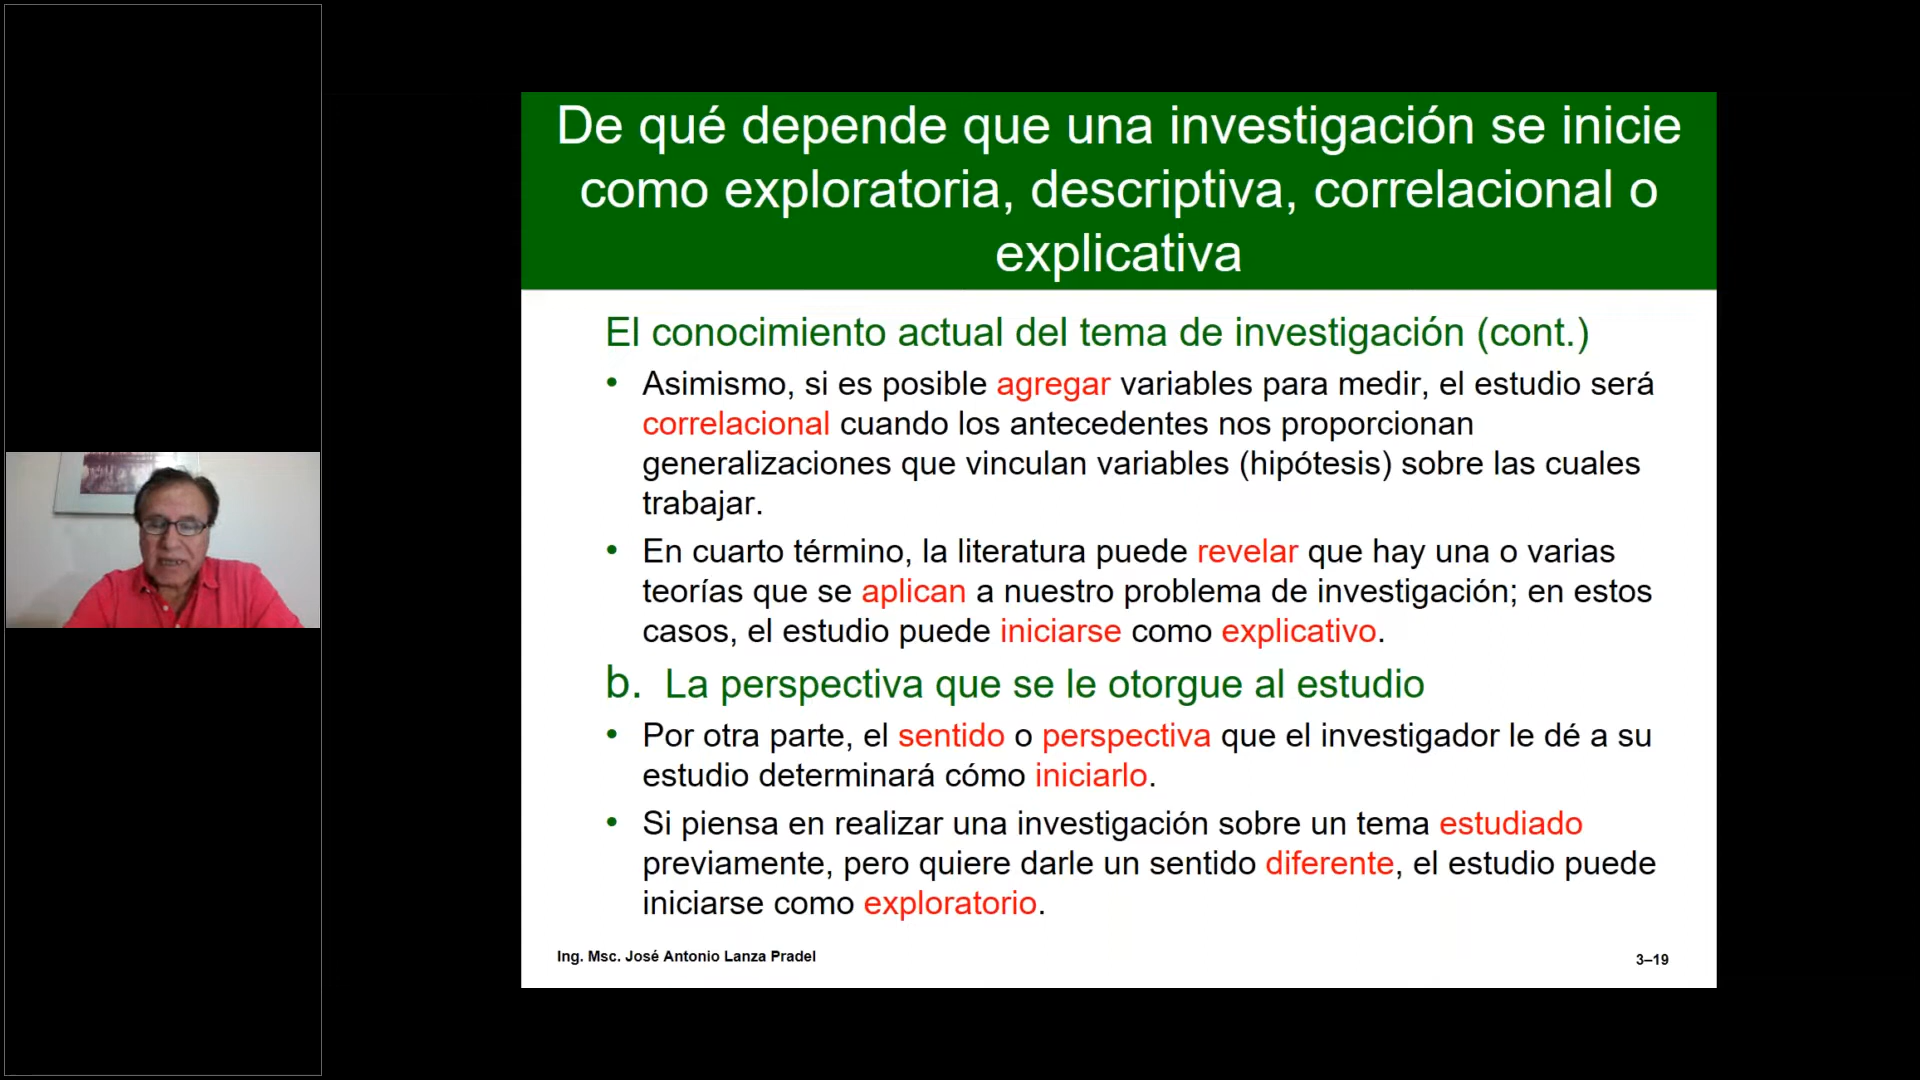 De qué depende que una investigación se inicie
como exploratoria, descriptiva, correlacional o
explicativa
El conocimiento actual del tema de investigación (cont.)
• Asimismo, si es posible agregar variables para medir, el estudio será
correlacional cuando los antecedentes nos proporcionan
generalizaciones que vinculan variables (hipótesis) sobre las cuales
trabajar.
• En cuarto término, la literatura puede revelar que hay una o varias
teorías que se aplican a nuestro problema de investigación; en estos
casos, el estudio puede iniciarse como explicativo.
b. La perspectiva que se le otorgue al estudio
• Por otra parte, el sentido o perspectiva que el investigador le dé a su
estudio determinará cómo iniciarlo.
• Si piensa en realizar una investigación sobre un tema estudiado
previamente, pero quiere darle un sentido diferente, el estudio puede
iniciarse como exploratorio.
Ing. Msc. José Antonio Lanza Pradel
3–19